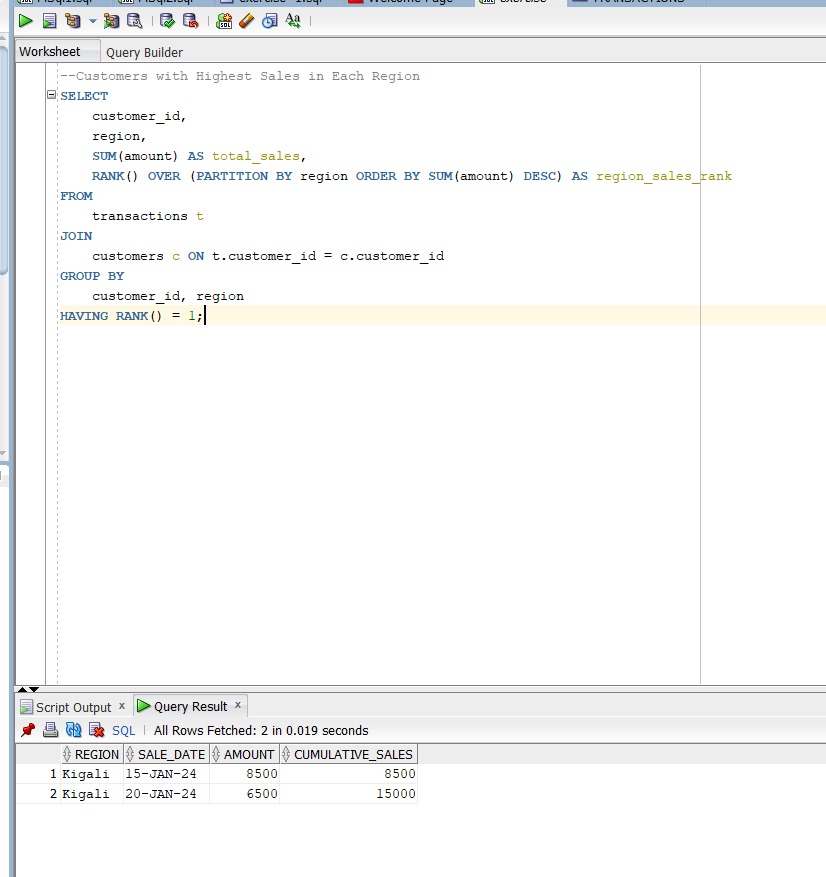 Welcome Page
TRANSACTIONS
Worksheet Query Builder
--Customers with Highest Sales in Each Region
SELECT
customer_id,
region,
SUM(amount) AS total_sales,
RANK() OVER (PARTITION BY region ORDER BY SUM(amount) DESC) AS region_sales_rank
FROM
transactions t
JOIN
customers c ON t.customer_id = c.customer_id
GROUP BY
customer_id, region
HAVING RANK() = 1;
Script Output x Query Result x
SQL All Rows Fetched: 2 in 0.019 seconds
REGION SALE_DATE AMOUNT CUMULATIVE_SALES
1 Kigali 15-JAN-24 8500 8500
2 Kigali 20-JAN-24 6500 15000